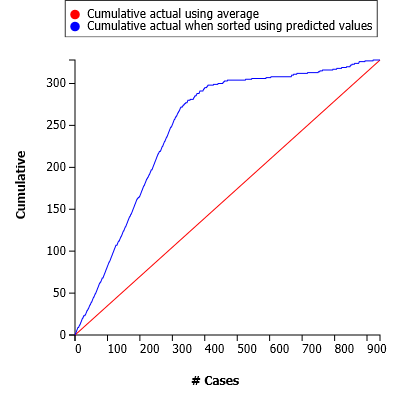 Cumulative actual using average
Cumulative actual when sorted using predicted values
300
250
200
150
100
50
0
Cumulative
0 100 200 300 400 500 600 700 800 900
# Cases